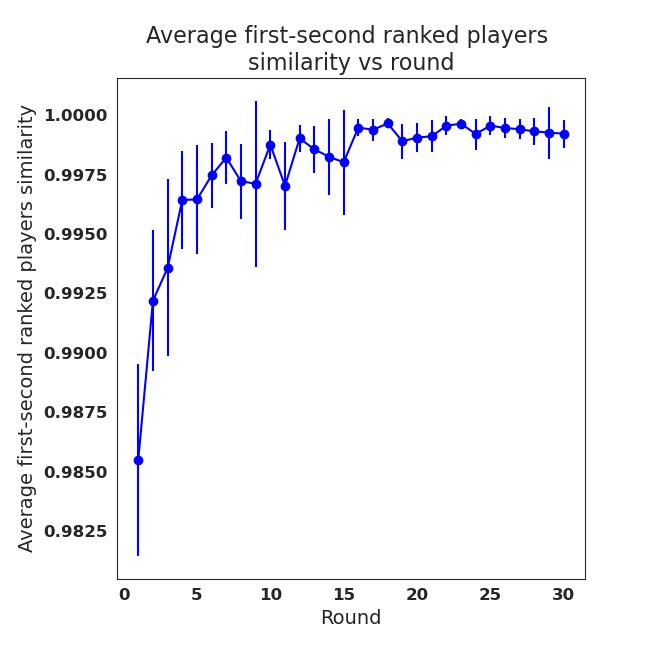 Average first-second ranked players
similarity vs round
Average first-second ranked players similarity
1.0000
0.9975
0.9950
0.9925
0.9900
0.9875
0.9850
0.9825
0 5 10 15 20 25 30
Round